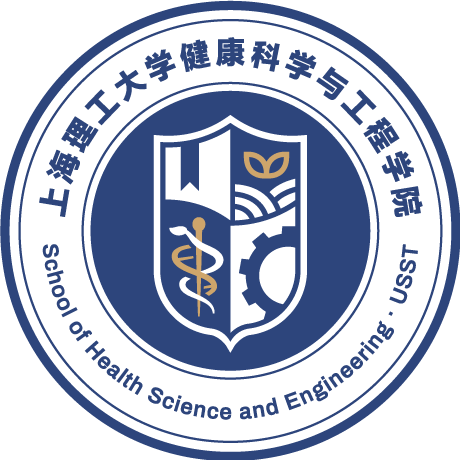 上海理工大学健康科学与工程学院
School of Health Science and Engineering · USST